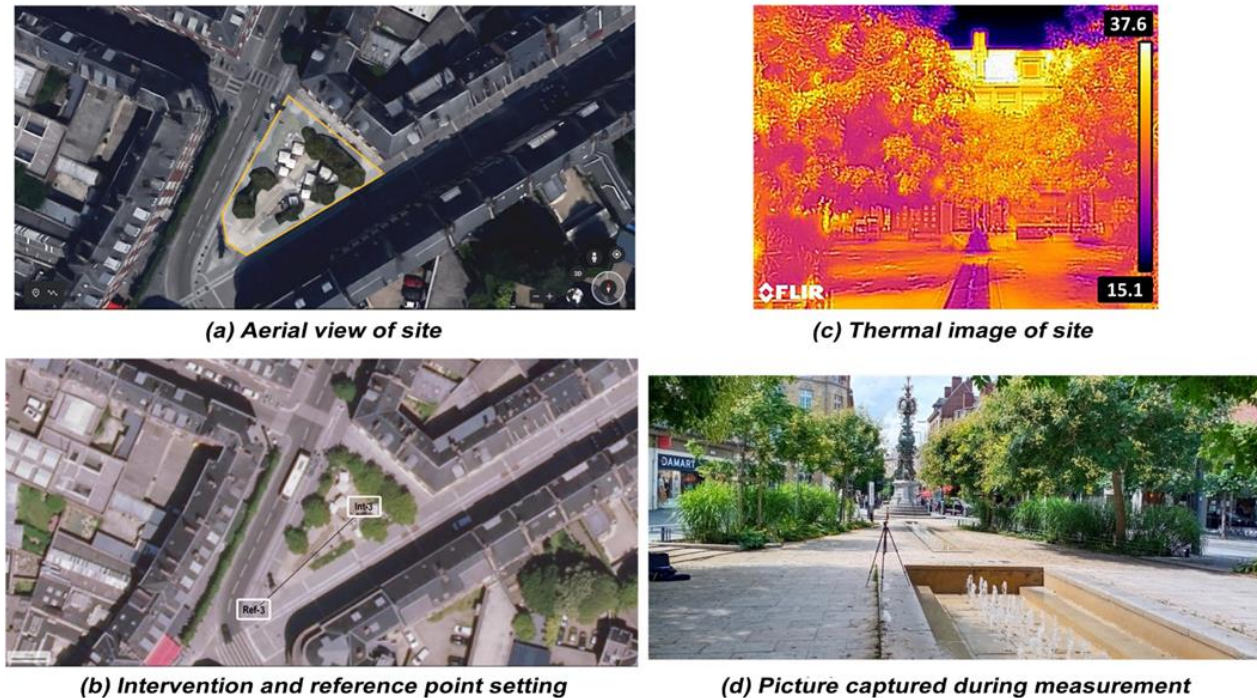 37.6
15.1
FLIR
3D
(a) Aerial view of site
(c) Thermal image of site
Int-3
Ref-3
DAMART
(b) Intervention and reference point setting
(d) Picture captured during measurement